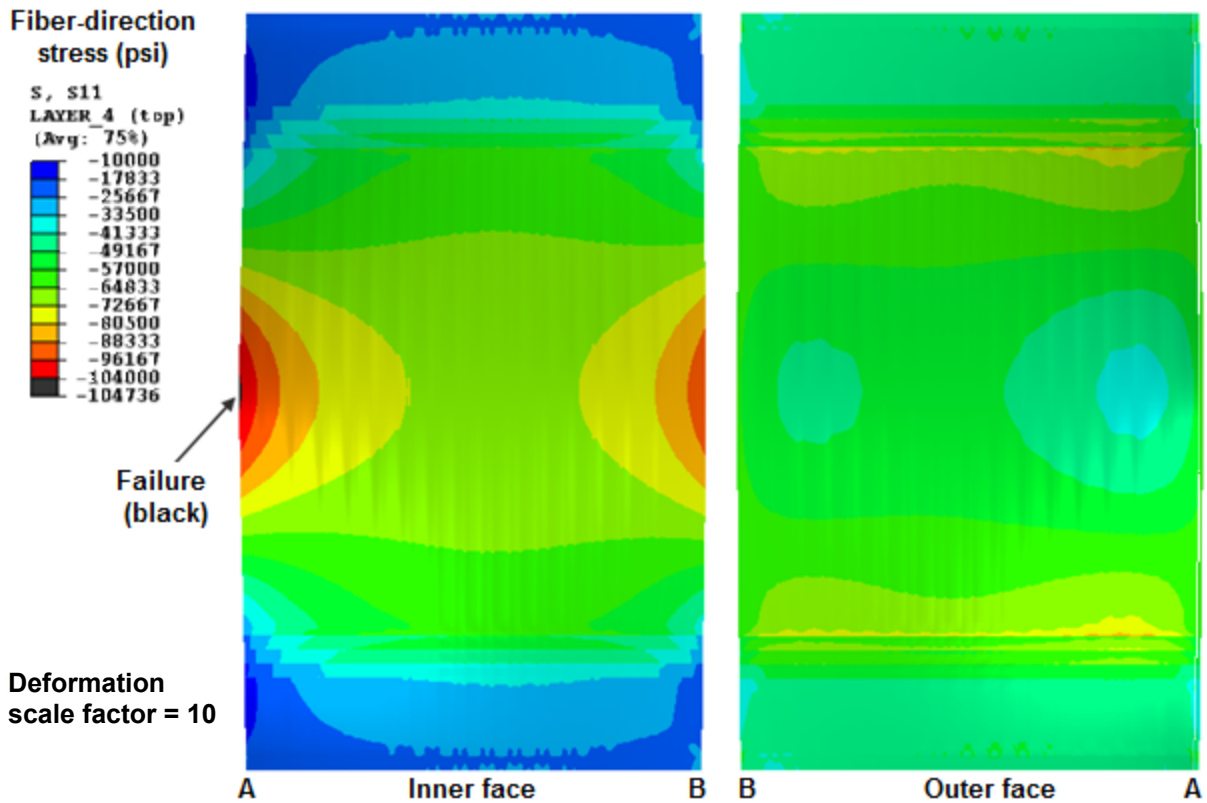 Fiber-direction
stress (psi)
S, S11
LAYER_4 (top)
(Avg: 75%)
-10000
-17833
-25667
-33500
-41333
-49167
-57000
-64833
-72667
-80500
-88333
-96167
-104000
-104736
Failure
(black)
Deformation
scale factor = 10
A Inner face B B Outer face A